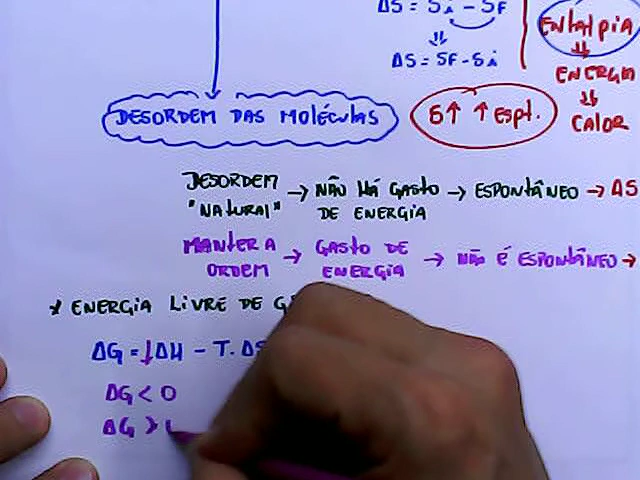 ΔS = Si - SF
ΔS = SF - Si
ENTALPIA
ENERGIA
CALOR
DESORDEM DAS MOLÉCULAS
S↑ ↑ Espt.
DESORDEM "NATURAL" → NÃO HÁ GASTO DE ENERGIA → ESPONTÂNEO → ΔS
MANTER A ORDEM → GASTO DE ENERGIA → NÃO É ESPONTÂNEO →
* ENERGIA LIVRE DE G
ΔG = ↓ΔH - T.ΔS
ΔG < 0
ΔG >